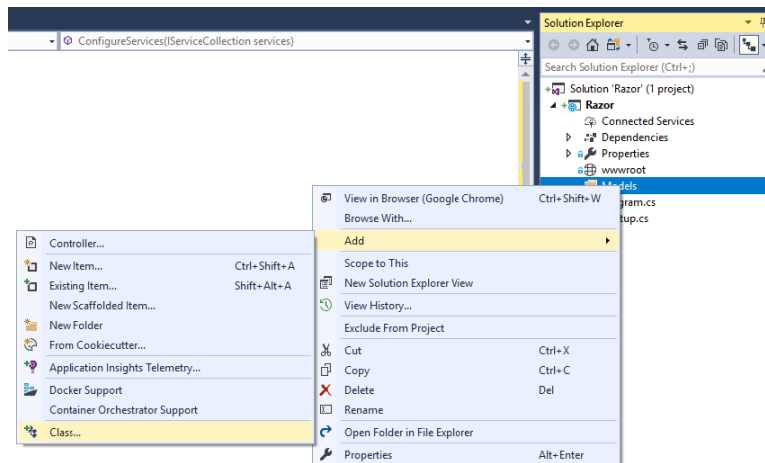 ConfigureServices(IServiceCollection services)
Solution Explorer
Search Solution Explorer (Ctrl+;)
Solution 'Razor' (1 project)
Razor
Connected Services
Dependencies
Properties
wwwroot
Models
gram.cs
tup.cs
View in Browser (Google Chrome) Ctrl+Shift+W
Browse With...
Add
Scope to This
New Solution Explorer View
View History...
Exclude From Project
Cut Ctrl+X
Copy Ctrl+C
Delete Del
Rename
Open Folder in File Explorer
Properties Alt+Enter
Controller...
New Item... Ctrl+Shift+A
Existing Item... Shift+Alt+A
New Scaffolded Item...
New Folder
From Cookiecutter...
Application Insights Telemetry...
Docker Support
Container Orchestrator Support
Class...